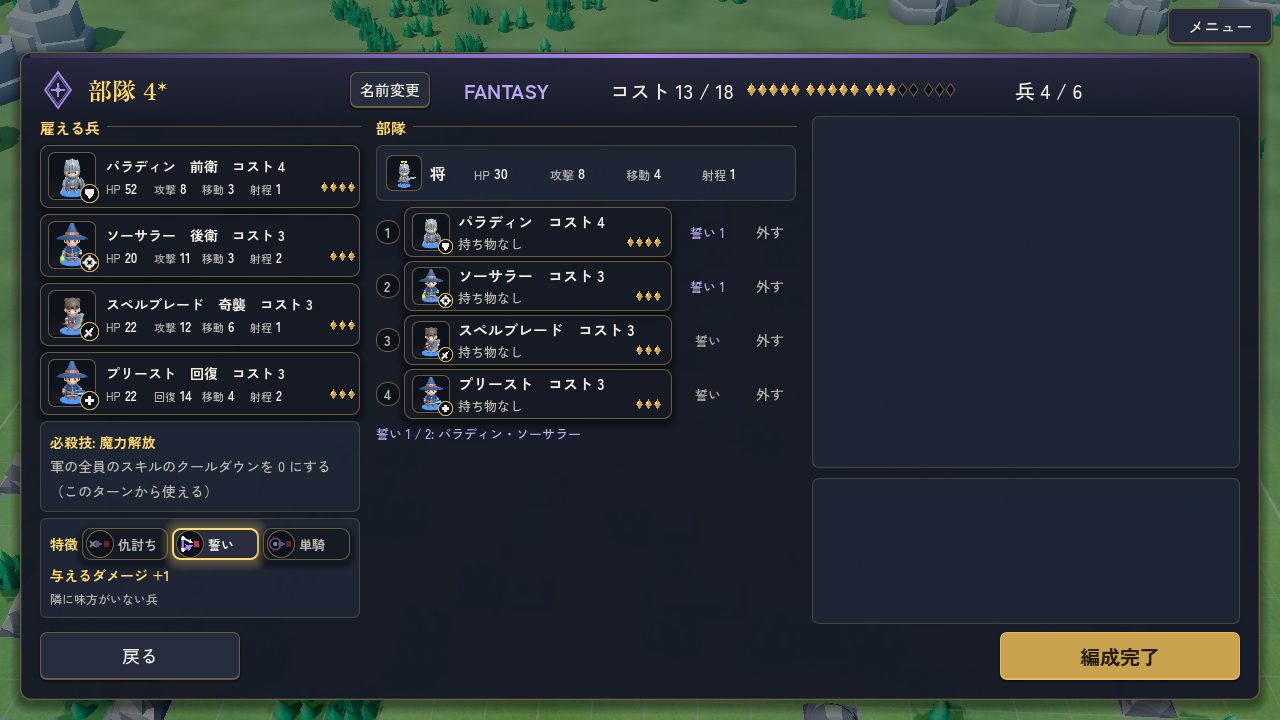 メニュー
部隊 4*
名前変更
FANTASY
コスト 13 / 18
兵 4 / 6
雇える兵
パラディン 前衛 コスト 4
HP 52 攻撃 8 移動 3 射程 1
ソーサラー 後衛 コスト 3
HP 20 攻撃 11 移動 3 射程 2
スペルブレード 奇襲 コスト 3
HP 22 攻撃 12 移動 6 射程 1
プリースト 回復 コスト 3
HP 22 回復 14 移動 4 射程 2
必殺技: 魔力解放
軍の全員のスキルのクールダウンを 0 にする
（このターンから使える）
特徴 仇討ち 誓い 単騎
与えるダメージ +1
隣に味方がいない兵
戻る
部隊
将 HP 30 攻撃 8 移動 4 射程 1
1 パラディン コスト 4
持ち物なし
誓い 1 外す
2 ソーサラー コスト 3
持ち物なし
誓い 1 外す
3 スペルブレード コスト 3
持ち物なし
誓い 外す
4 プリースト コスト 3
持ち物なし
誓い 外す
誓い 1 / 2: パラディン・ソーサラー
編成完了